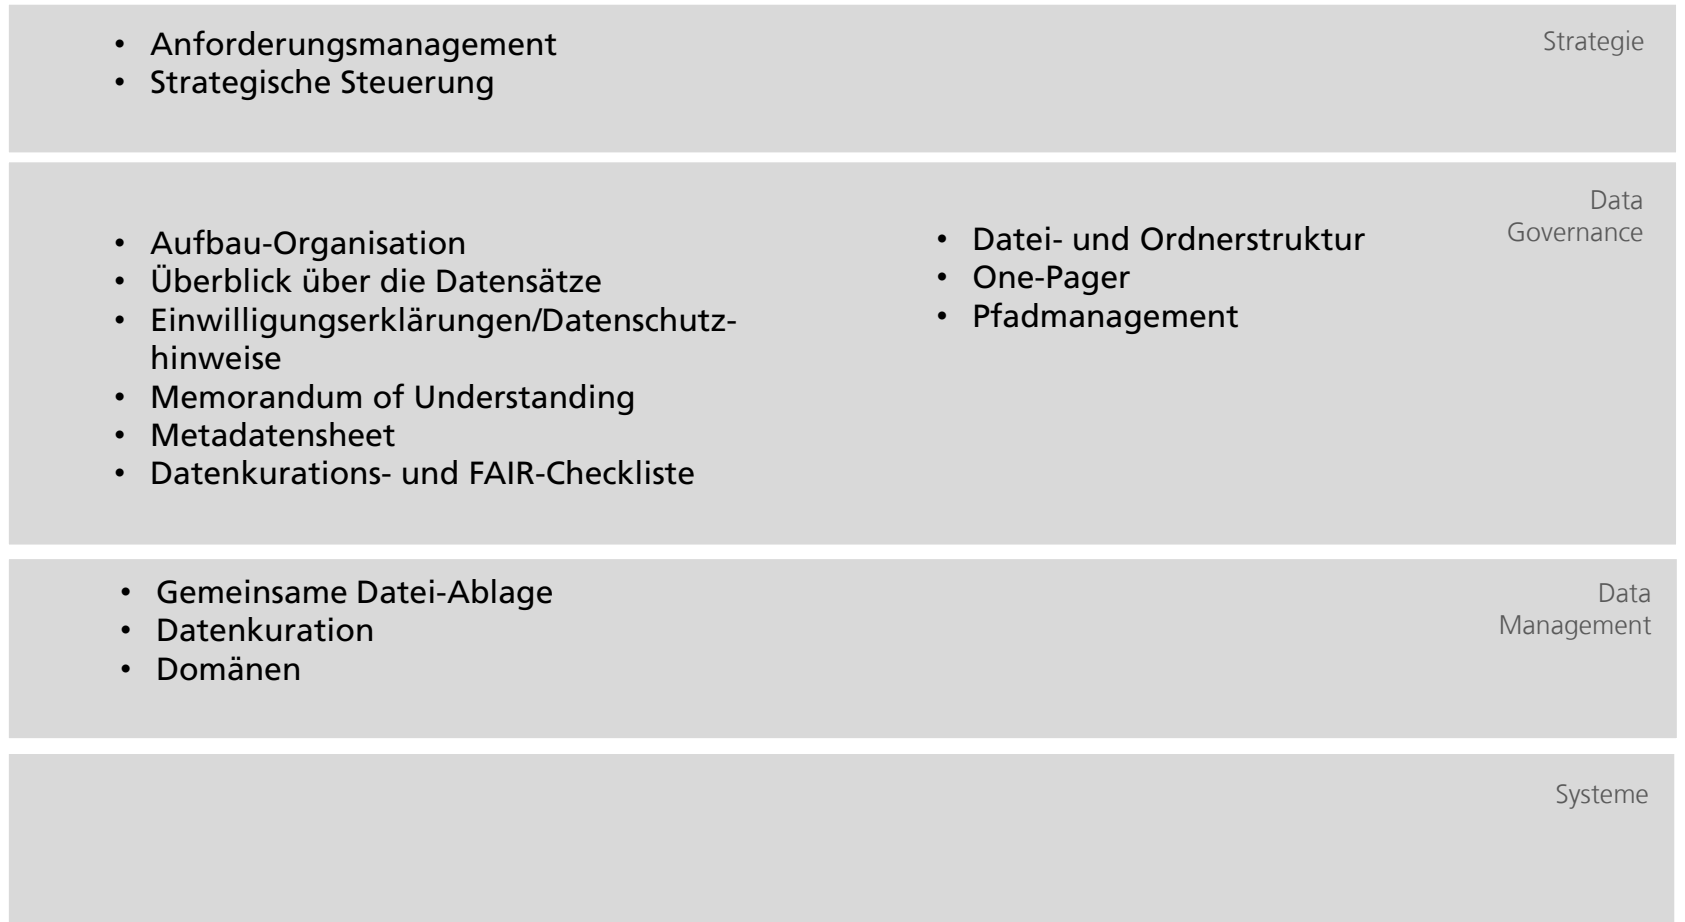 Strategie
• Anforderungsmanagement
• Strategische Steuerung
Data
Governance
• Aufbau-Organisation
• Überblick über die Datensätze
• Einwilligungserklärungen/Datenschutz-
hinweise
• Memorandum of Understanding
• Metadatensheet
• Datenkurations- und FAIR-Checkliste
• Datei- und Ordnerstruktur
• One-Pager
• Pfadmanagement
Data
Management
• Gemeinsame Datei-Ablage
• Datenkuration
• Domänen
Systeme